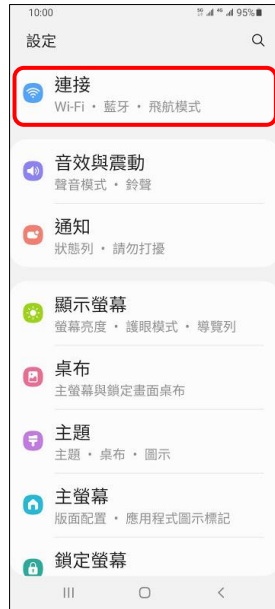 10:00
5G 4G 95%
設定
連接
Wi-Fi • 藍牙 • 飛航模式
音效與震動
聲音模式 • 鈴聲
通知
狀態列 • 請勿打擾
顯示螢幕
螢幕亮度 • 護眼模式 • 導覽列
桌布
主螢幕與鎖定畫面桌布
主題
主題 • 桌布 • 圖示
主螢幕
版面配置 • 應用程式圖示標記
鎖定螢幕